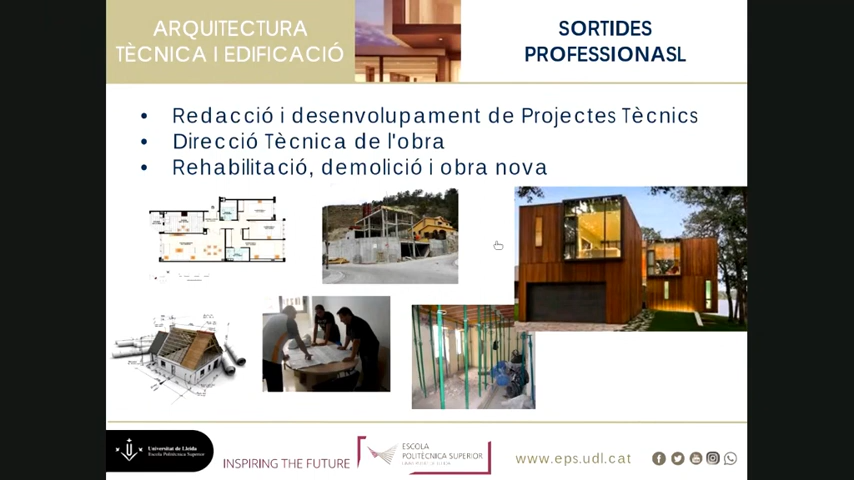 ARQUITECTURA
TÈCNICA I EDIFICACIÓ
SORTIDES
PROFESSIONASL
• Redacció i desenvolupament de Projectes Tècnics
• Direcció Tècnica de l'obra
• Rehabilitació, demolició i obra nova
Universitat de Lleida
Escola Politècnica Superior
INSPIRING THE FUTURE
ESCOLA
POLITÈCNICA SUPERIOR
www.eps.udl.cat